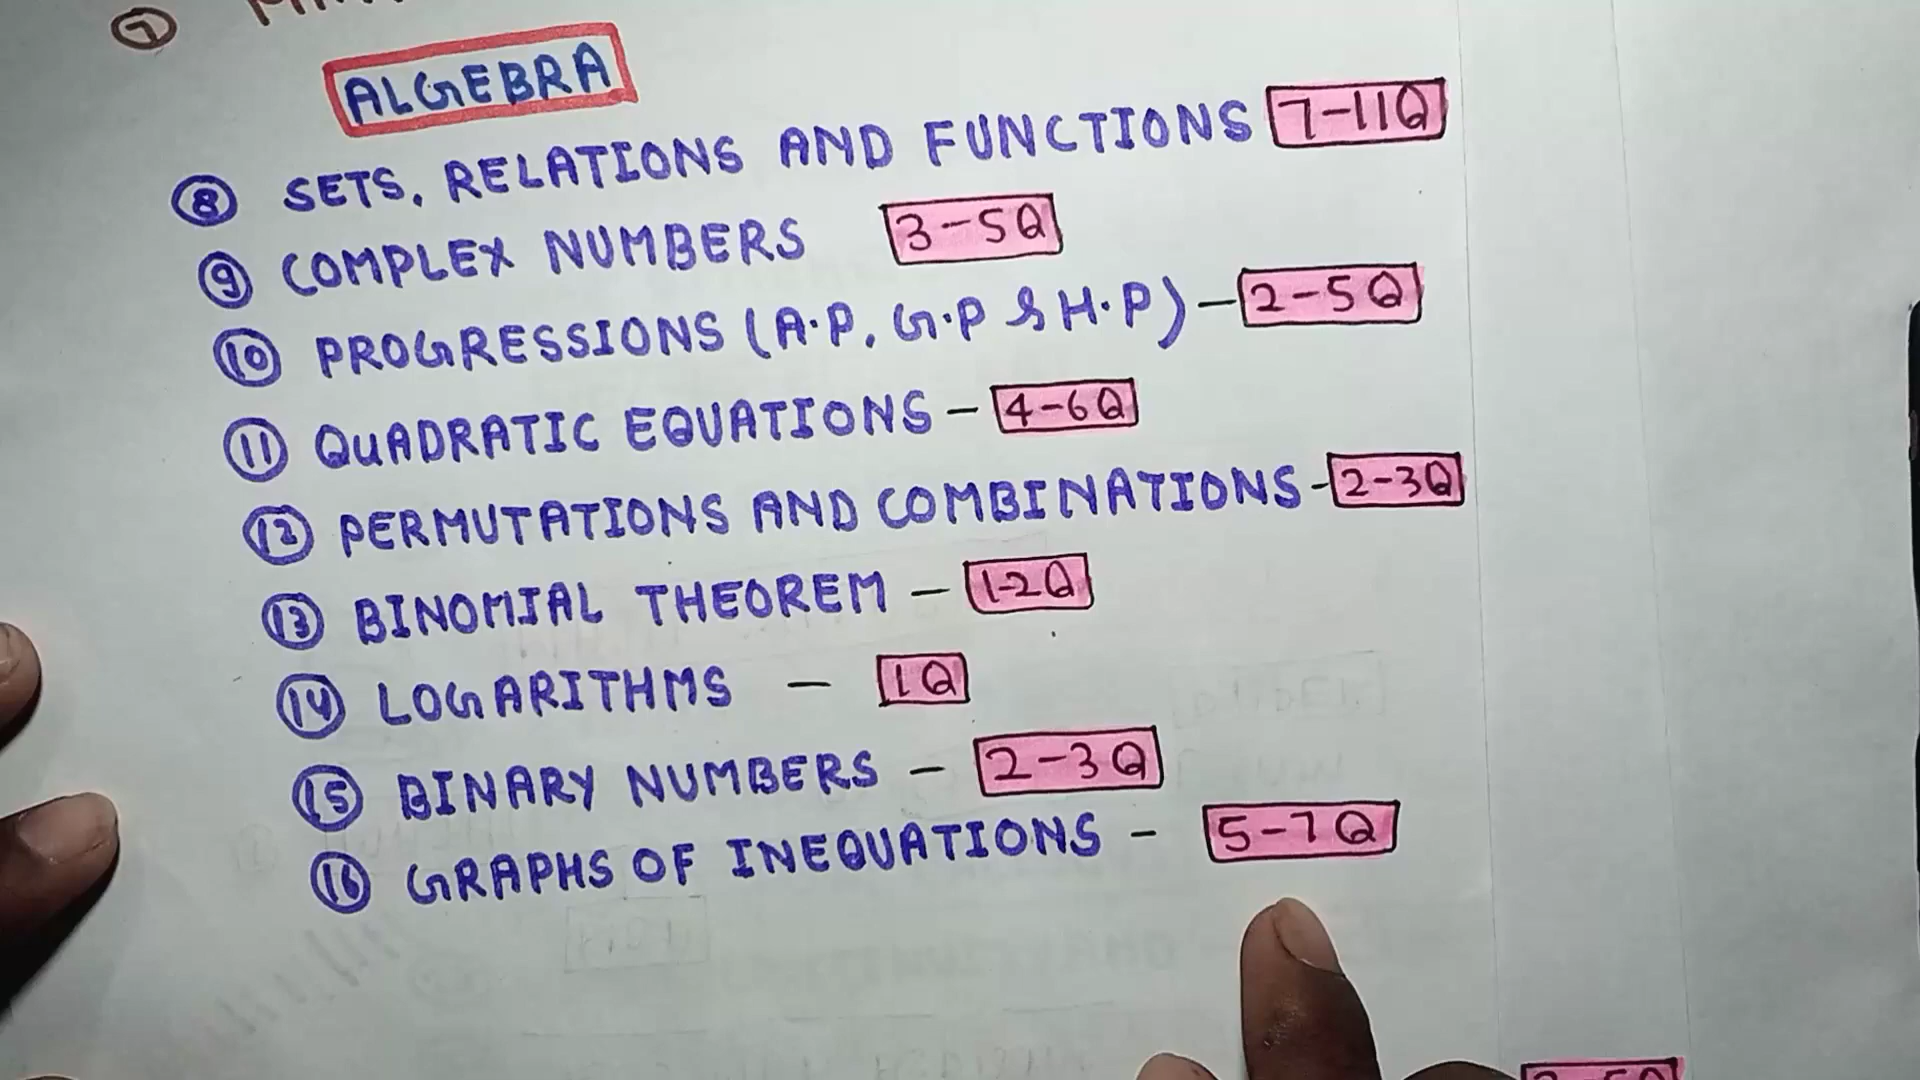 7
ALGEBRA
8 SETS, RELATIONS AND FUNCTIONS 7-11Q
9 COMPLEX NUMBERS 3-5Q
10 PROGRESSIONS (A.P, G.P & H.P) - 2-5Q
11 QUADRATIC EQUATIONS - 4-6Q
12 PERMUTATIONS AND COMBINATIONS - 2-3Q
13 BINOMIAL THEOREM - 1-2Q
14 LOGARITHMS - 1Q
15 BINARY NUMBERS - 2-3Q
16 GRAPHS OF INEQUATIONS - 5-7Q